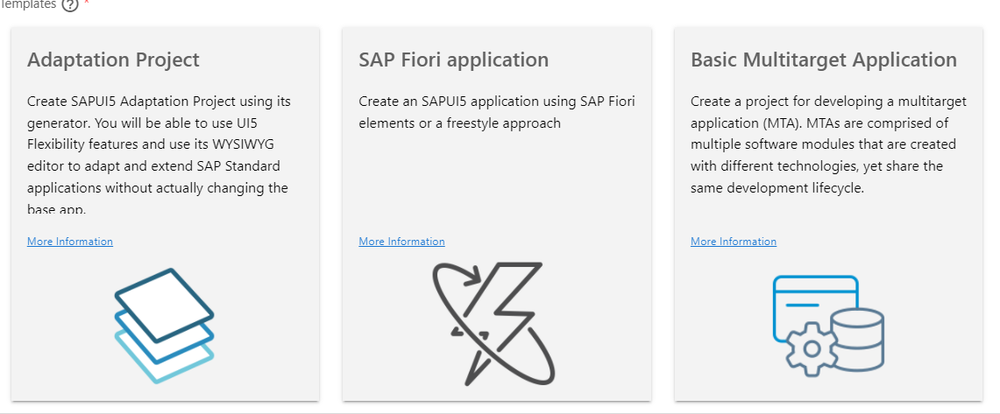 Templates ? *
Adaptation Project
Create SAPUI5 Adaptation Project using its
generator. You will be able to use UI5
Flexibility features and use its WYSIWYG
editor to adapt and extend SAP Standard
applications without actually changing the
base app.
More Information
SAP Fiori application
Create an SAPUI5 application using SAP Fiori
elements or a freestyle approach
More Information
Basic Multitarget Application
Create a project for developing a multitarget
application (MTA). MTAs are comprised of
multiple software modules that are created
with different technologies, yet share the
same development lifecycle.
More Information